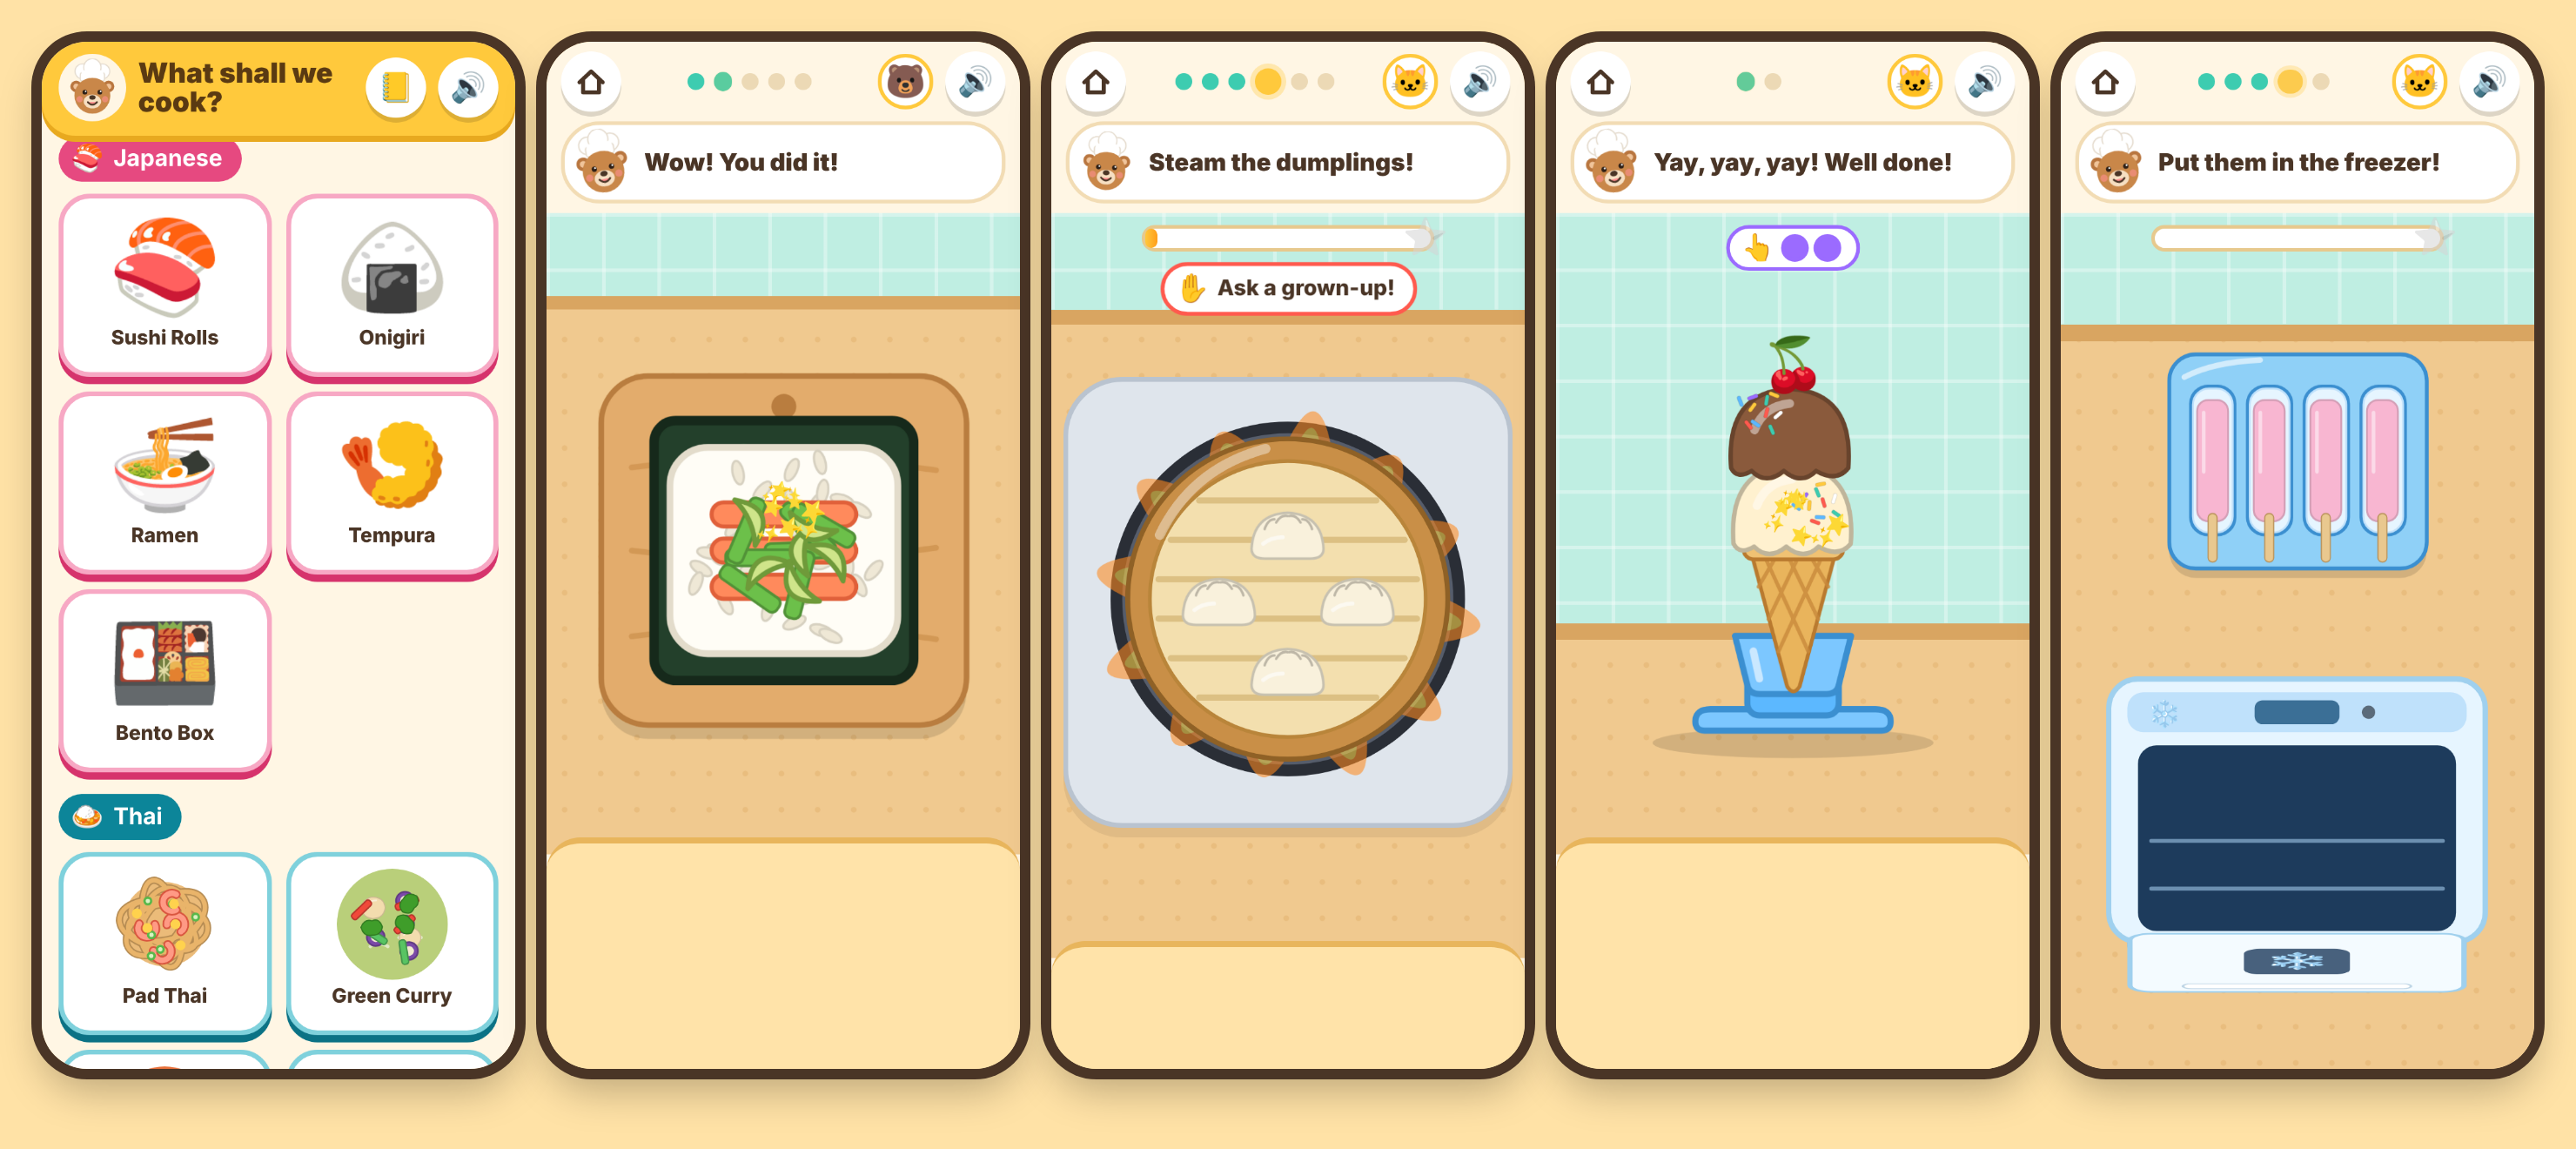 What shall we
cook?
Japanese
Sushi Rolls
Onigiri
Ramen
Tempura
Bento Box
Thai
Pad Thai
Green Curry
Wow! You did it!
Steam the dumplings!
Ask a grown-up!
Yay, yay, yay! Well done!
Put them in the freezer!